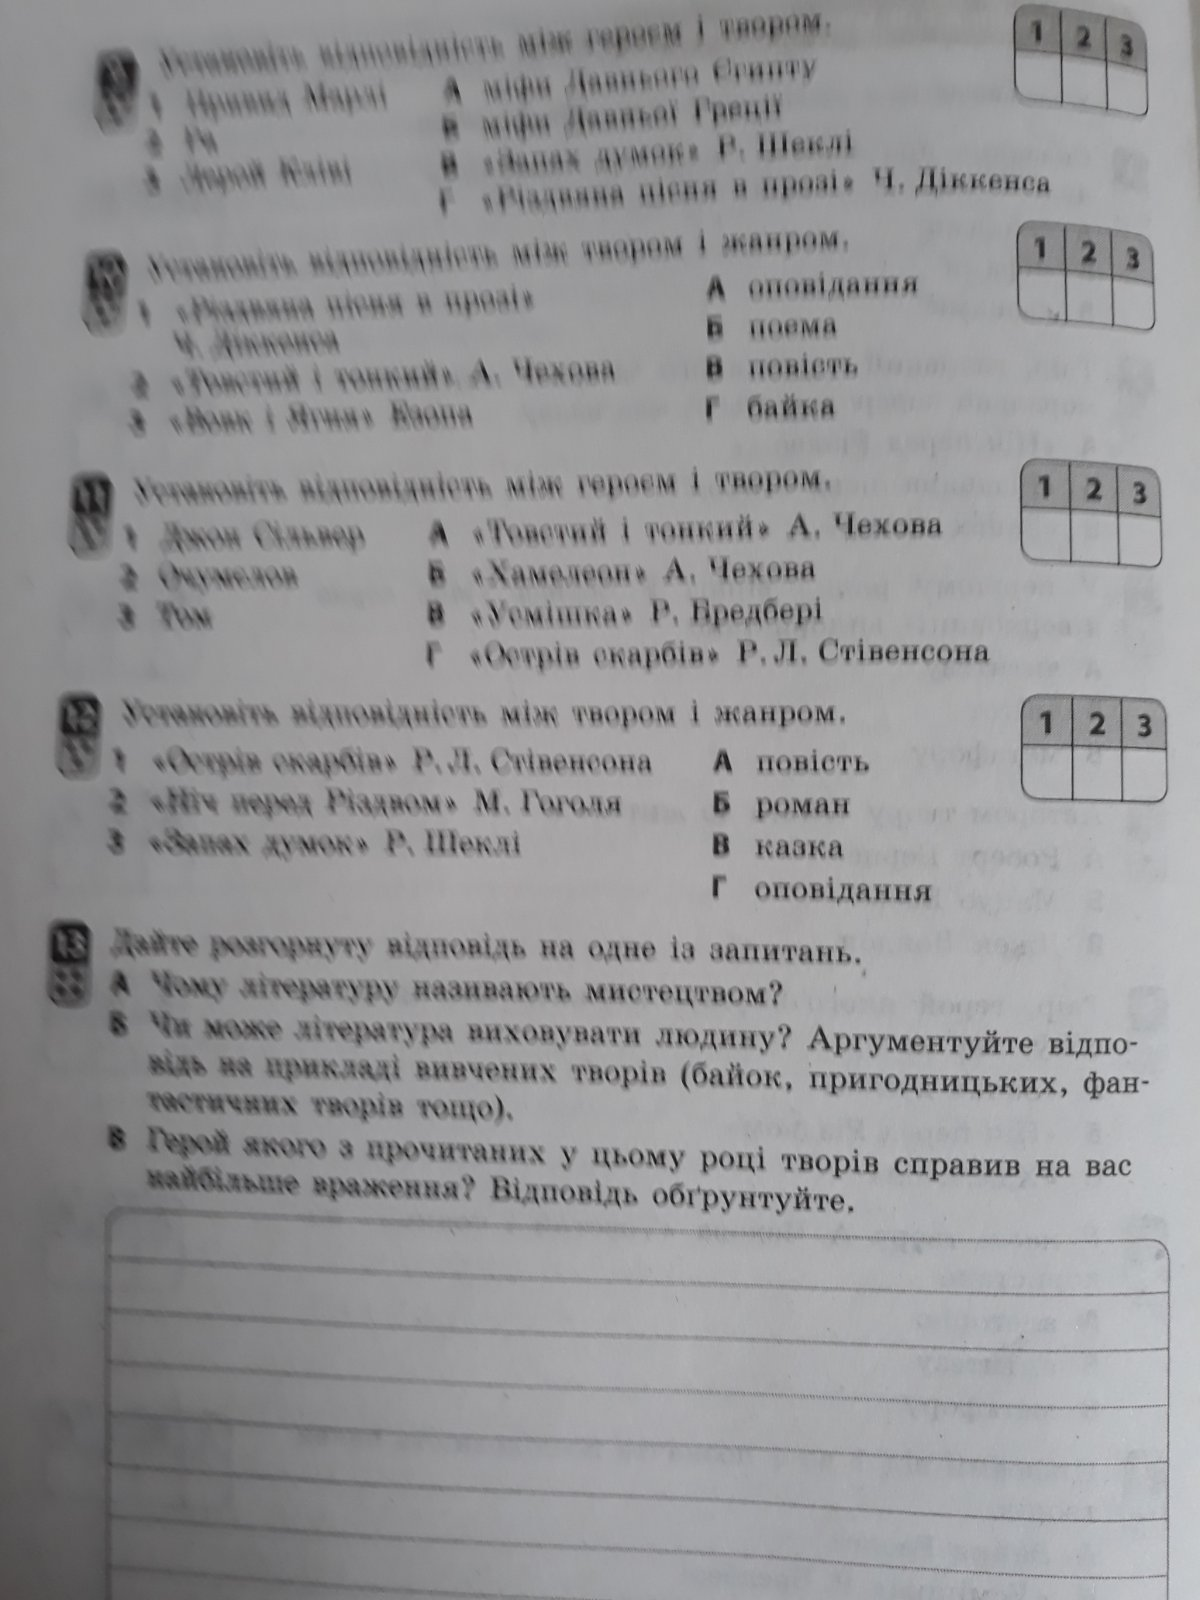 Установіть відповідність між героєм і твором.
1 2 3
1 Привид Марлі А міфи Давнього Єгипту
2 Ра Б міфи Давньої Греції
3 Лерой Кліві В «Запах думок» Р. Шеклі
Г «Різдвяна пісня в прозі» Ч. Діккенса
10 Установіть відповідність між твором і жанром.
1 2 3
1 «Різдвяна пісня в прозі» А оповідання
Ч. Діккенса Б поема
2 «Товстий і тонкий» А. Чехова В повість
3 «Вовк і Ягня» Езопа Г байка
11 Установіть відповідність між героєм і твором.
1 2 3
1 Джон Сільвер А «Товстий і тонкий» А. Чехова
2 Очумелов Б «Хамелеон» А. Чехова
3 Том В «Усмішка» Р. Бредбері
Г «Острів скарбів» Р. Л. Стівенсона
12 Установіть відповідність між твором і жанром.
1 2 3
1 «Острів скарбів» Р. Л. Стівенсона А повість
2 «Ніч перед Різдвом» М. Гоголя Б роман
3 «Запах думок» Р. Шеклі В казка
Г оповідання
13 Дайте розгорнуту відповідь на одне із запитань.
А Чому літературу називають мистецтвом?
Б Чи може література виховувати людину? Аргументуйте відпо-
відь на прикладі вивчених творів (байок, пригодницьких, фан-
тастичних творів тощо).
В Герой якого з прочитаних у цьому році творів справив на вас
найбільше враження? Відповідь обґрунтуйте.